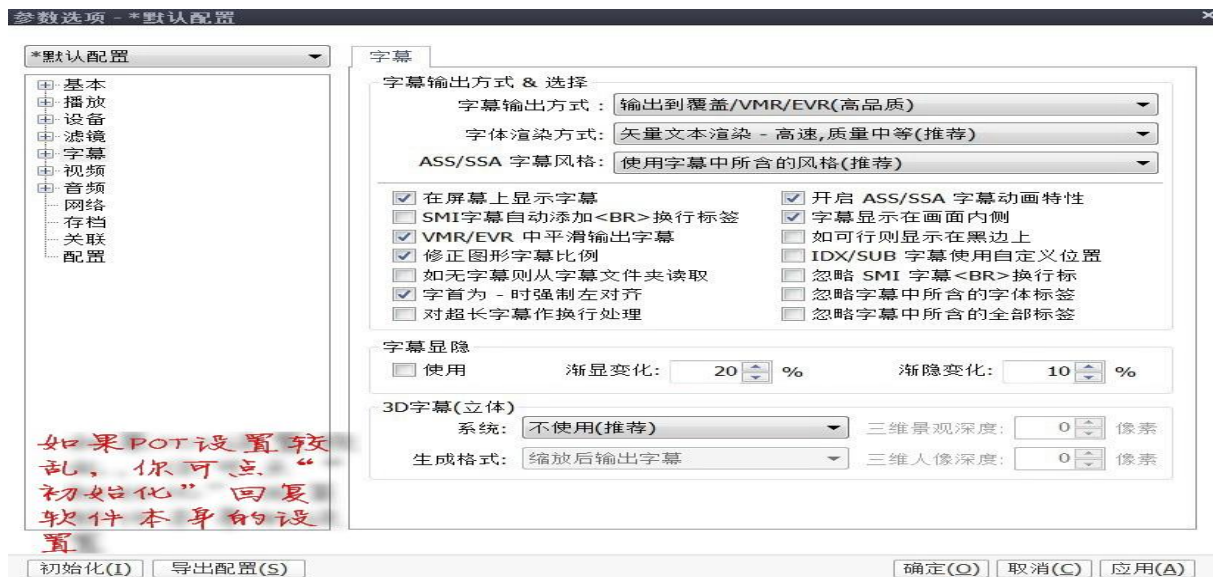 参数选项 - *默认配置
*默认配置
基本
播放
设备
滤镜
字幕
视频
音频
网络
存档
关联
配置
如果POT设置较
乱，你可点“
初始化”回复
软件本身的设
置
字幕
字幕输出方式 & 选择
字幕输出方式 : 输出到覆盖/VMR/EVR(高品质)
字体渲染方式: 矢量文本渲染 - 高速,质量中等(推荐)
ASS/SSA 字幕风格: 使用字幕中所含的风格(推荐)
在屏幕上显示字幕 开启 ASS/SSA 字幕动画特性
SMI字幕自动添加<BR>换行标签 字幕显示在画面内侧
VMR/EVR 中平滑输出字幕 如可行则显示在黑边上
修正图形字幕比例 IDX/SUB 字幕使用自定义位置
如无字幕则从字幕文件夹读取 忽略 SMI 字幕<BR>换行标
字首为 - 时强制左对齐 忽略字幕中所含的字体标签
对超长字幕作换行处理 忽略字幕中所含的全部标签
字幕显隐
使用 渐显变化: 20 % 渐隐变化: 10 %
3D字幕(立体)
系统: 不使用(推荐) 三维景观深度: 0 像素
生成格式: 缩放后输出字幕 三维人像深度: 0 像素
初始化(I) 导出配置(S) 确定(O) 取消(C) 应用(A)